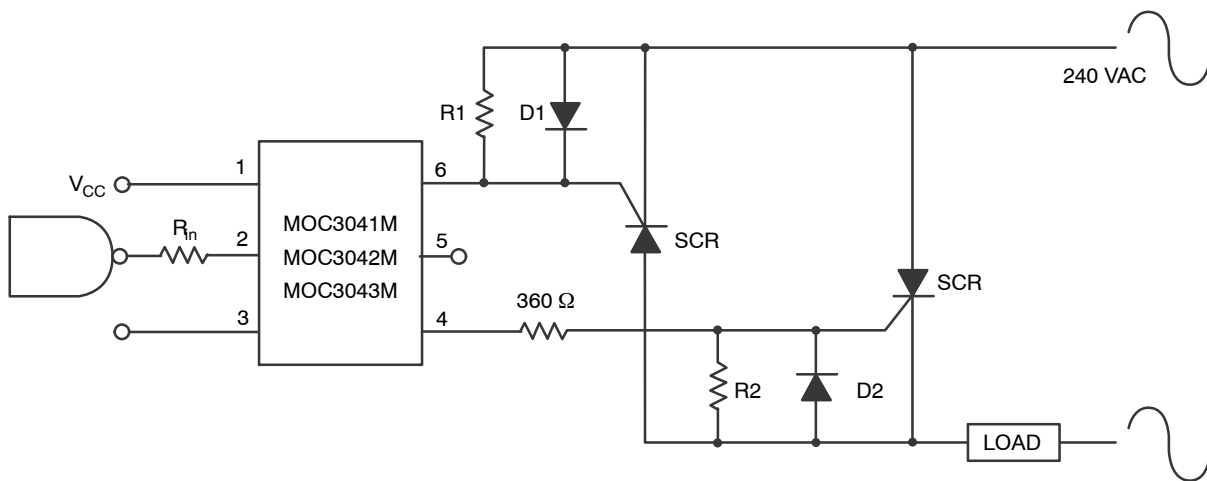 240 VAC
R1
D1
1
6
VCC
MOC3041M
Rin
2
MOC3042M
5
SCR
MOC3043M
SCR
360 Ω
3
4
R2
D2
LOAD